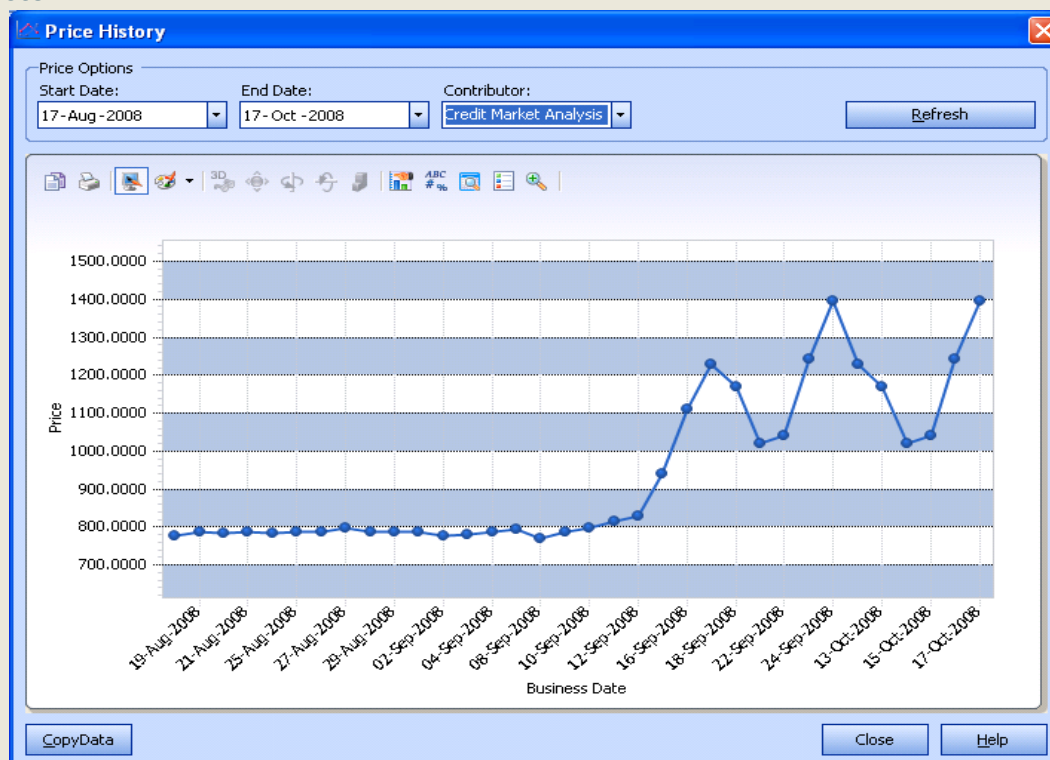 Price History
Price Options
Start Date: End Date: Contributor:
17-Aug-2008 17-Oct-2008 Credit Market Analysis Refresh
3D ABC
# %
1500.0000
1400.0000
1300.0000
1200.0000
1100.0000
1000.0000
900.0000
800.0000
700.0000
Price
19-Aug-2008 21-Aug-2008 25-Aug-2008 27-Aug-2008 29-Aug-2008 02-Sep-2008 04-Sep-2008 08-Sep-2008 10-Sep-2008 12-Sep-2008 16-Sep-2008 18-Sep-2008 22-Sep-2008 24-Sep-2008 13-Oct-2008 15-Oct-2008 17-Oct-2008
Business Date
CopyData Close Help